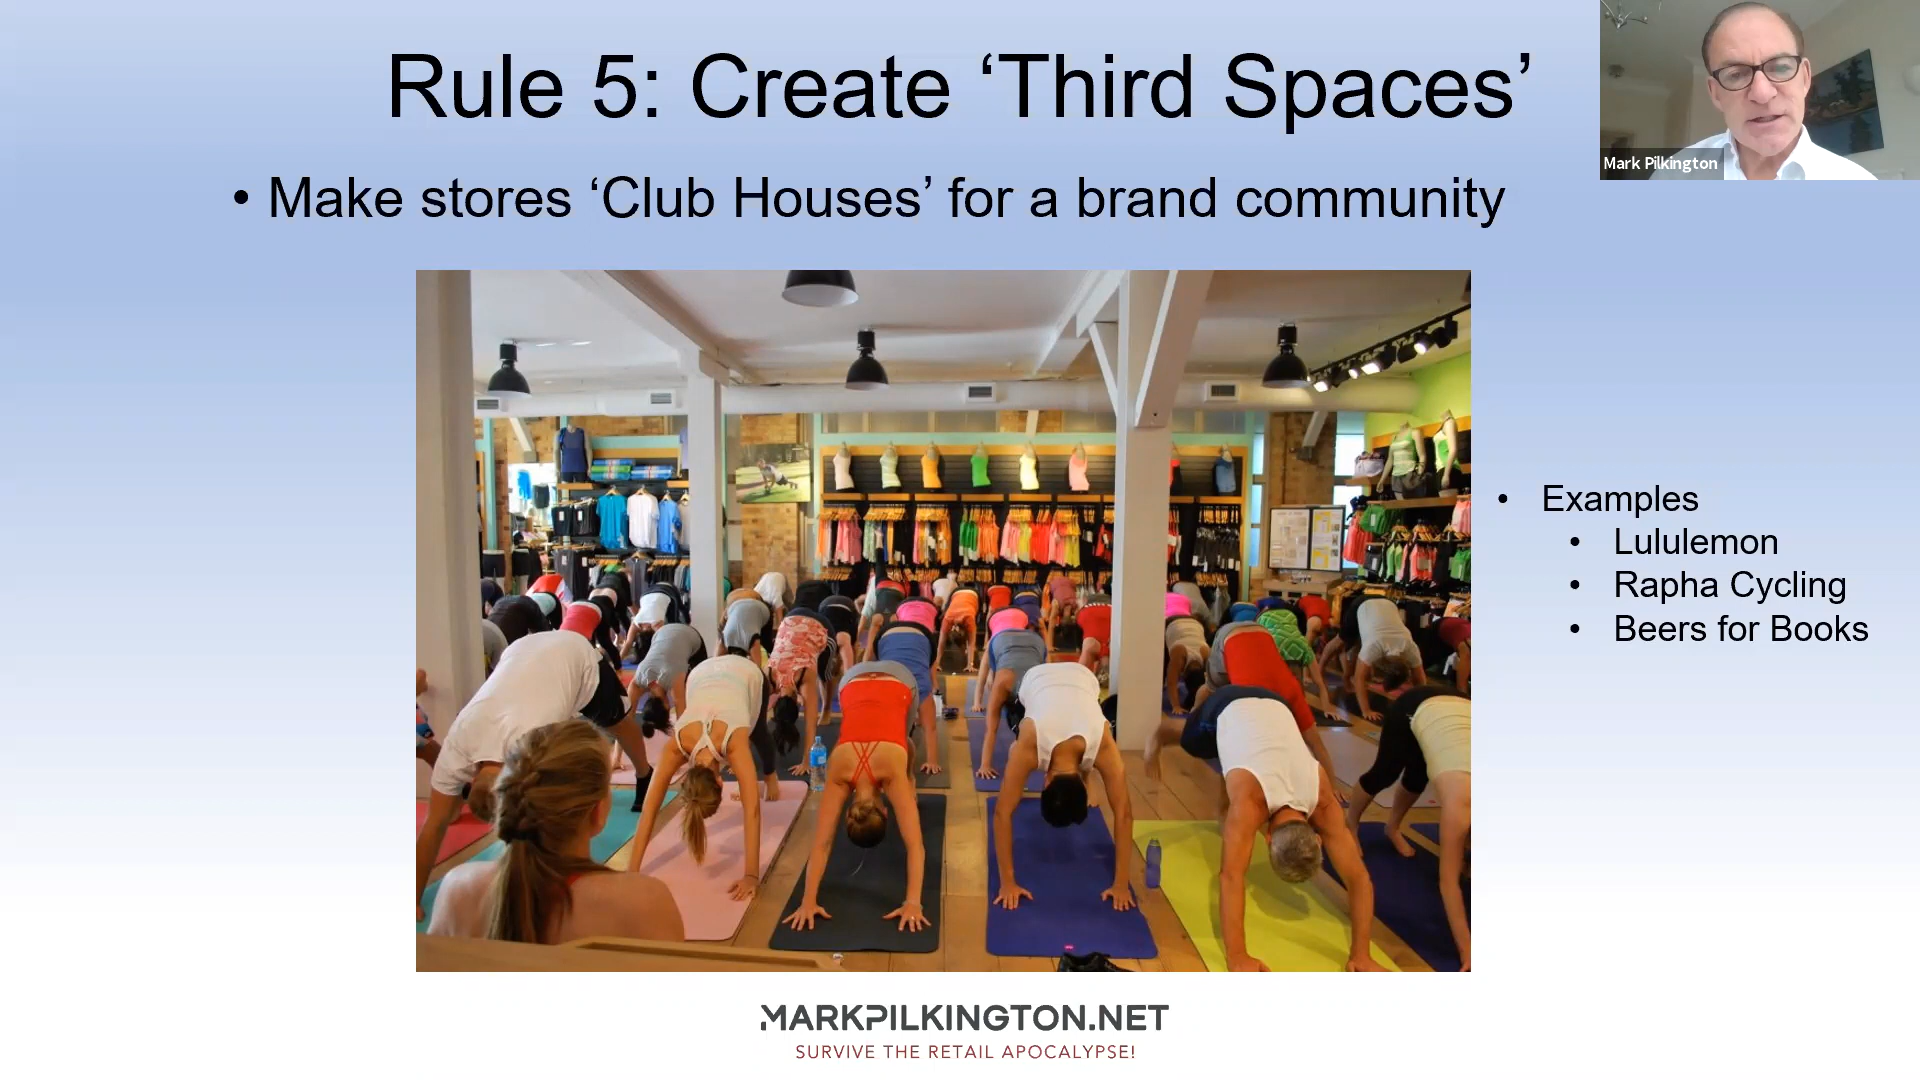 Rule 5: Create ‘Third Spaces’
Mark Pilkington
• Make stores ‘Club Houses’ for a brand community
• Examples
• Lululemon
• Rapha Cycling
• Beers for Books
MARKPILKINGTON.NET
SURVIVE THE RETAIL APOCALYPSE!